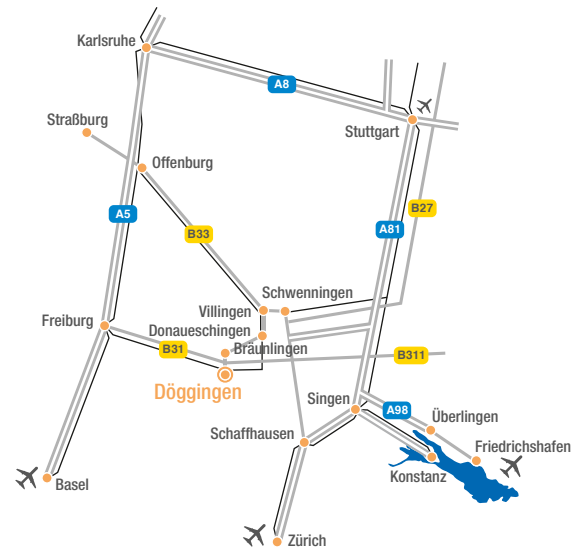 Karlsruhe
A8
Straßburg
Stuttgart
Offenburg
A5
B27
B33
A81
Schwenningen
Villingen
Freiburg
Donaueschingen
B31
Bräunlingen
B311
Döggingen
Singen
A98
Überlingen
Schaffhausen
Friedrichshafen
Konstanz
Basel
Zürich